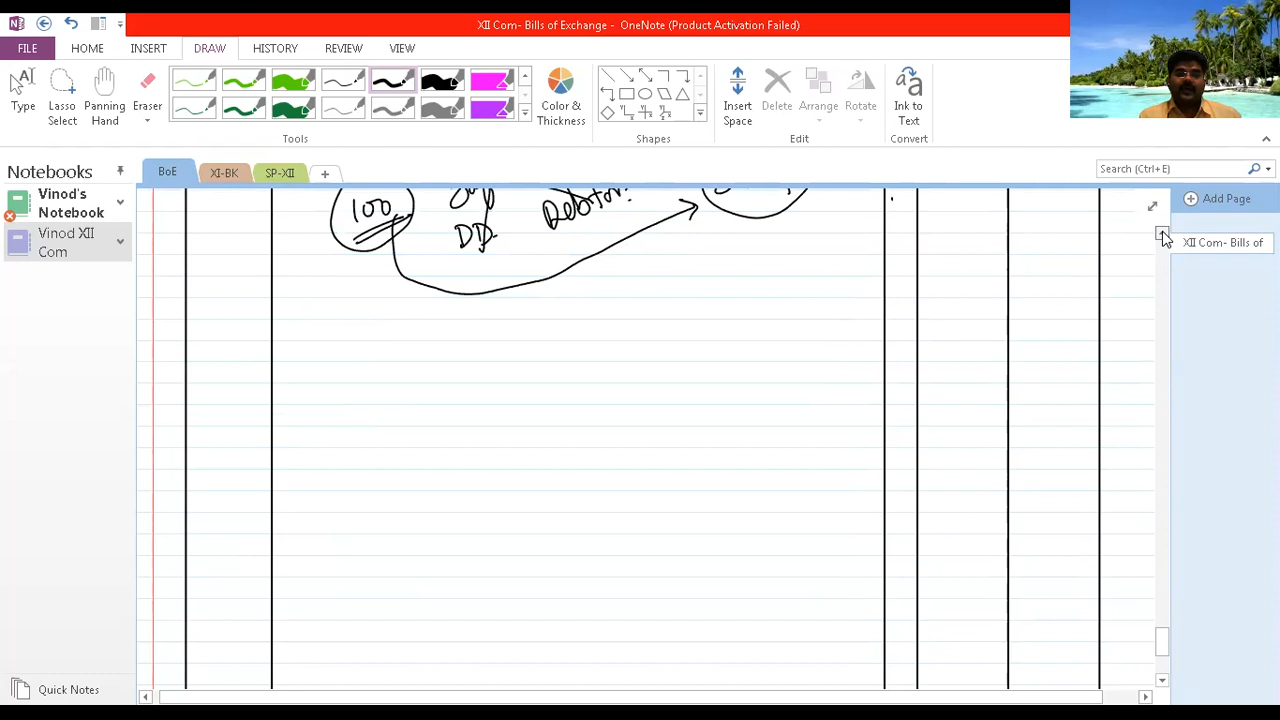 XII Com- Bills of Exchange - OneNote (Product Activation Failed)
FILE HOME INSERT DRAW HISTORY REVIEW VIEW
Type Lasso Select Panning Hand Eraser Color & Thickness Insert Space Delete Arrange Rotate Ink to Text
Tools Shapes Edit Convert
Notebooks
BoE XI-BK SP-XII
Search (Ctrl+E)
Vinod's Notebook
Vinod XII Com
Add Page
XII Com- Bills of
100
DD
Debtor
Quick Notes